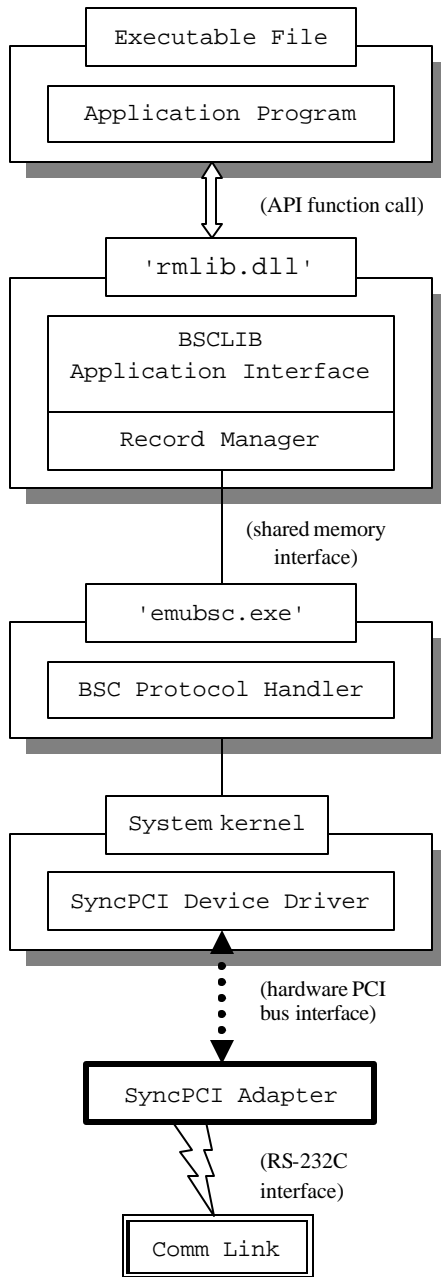 Executable File
Application Program
(API function call)
'rmlib.dll'
BSCLIB
Application Interface
Record Manager
(shared memory
interface)
'emubsc.exe'
BSC Protocol Handler
System kernel
SyncPCI Device Driver
(hardware PCI
bus interface)
SyncPCI Adapter
(RS-232C
interface)
Comm Link